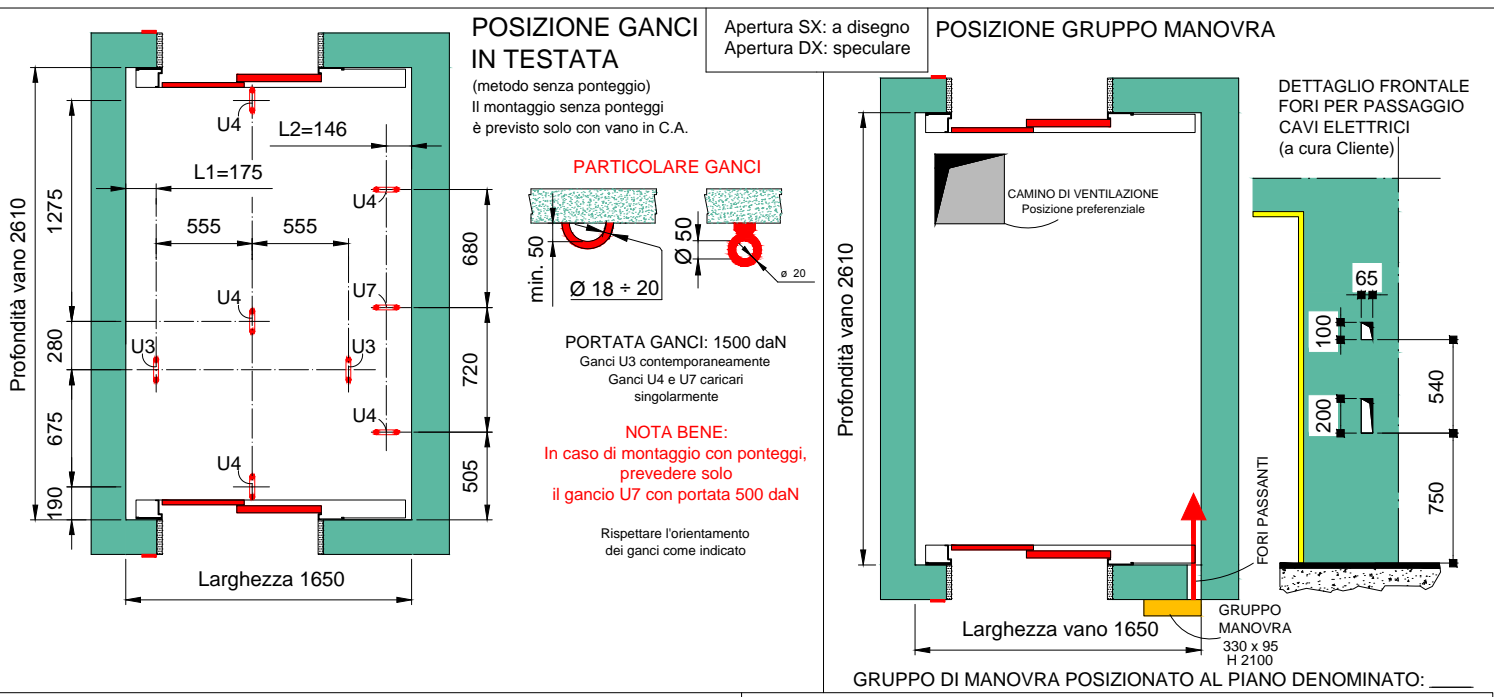 POSIZIONE GANCI
IN TESTATA
(metodo senza ponteggio)
Il montaggio senza ponteggi
è previsto solo con vano in C.A.
Apertura SX: a disegno
Apertura DX: speculare
POSIZIONE GRUPPO MANOVRA
Profondità vano 2610
1275
280
675
190
U4
L2=146
L1=175
U4
555
555
680
U4
U7
U3
U3
720
U4
U4
505
Larghezza 1650
PARTICOLARE GANCI
min. 50
Ø 18 ÷ 20
Ø 50
ø 20
PORTATA GANCI: 1500 daN
Ganci U3 contemporaneamente
Ganci U4 e U7 caricari
singolarmente
NOTA BENE:
In caso di montaggio con ponteggi,
prevedere solo
il gancio U7 con portata 500 daN
Rispettare l'orientamento
dei ganci come indicato
Profondità vano 2610
CAMINO DI VENTILAZIONE
Posizione preferenziale
FORI PASSANTI
Larghezza vano 1650
GRUPPO
MANOVRA
330 x 95
H 2100
DETTAGLIO FRONTALE
FORI PER PASSAGGIO
CAVI ELETTRICI
(a cura Cliente)
65
100
200
540
750
GRUPPO DI MANOVRA POSIZIONATO AL PIANO DENOMINATO: ____